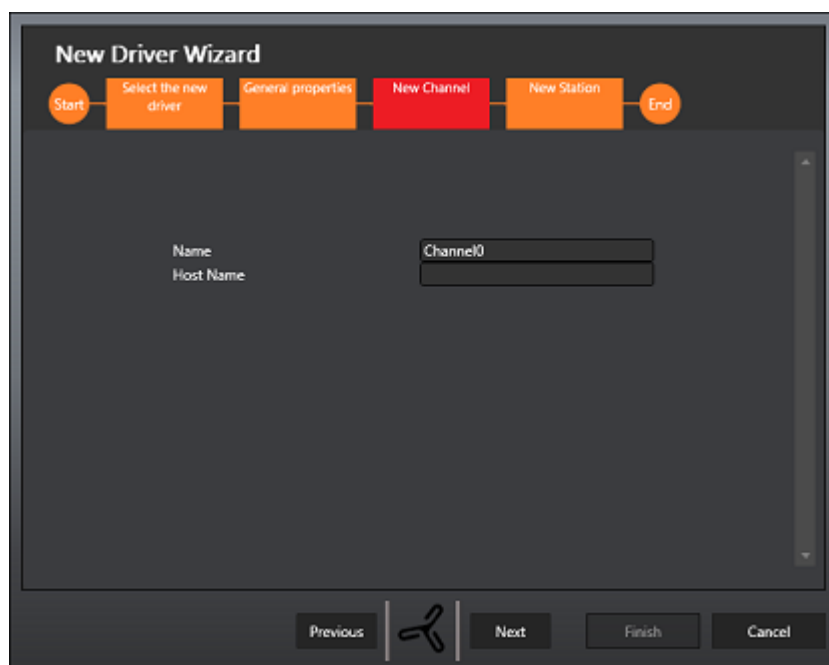 New Driver Wizard
Start
Select the new
driver
General properties
New Channel
New Station
End
Name
Channel0
Host Name
Previous
Next
Finish
Cancel